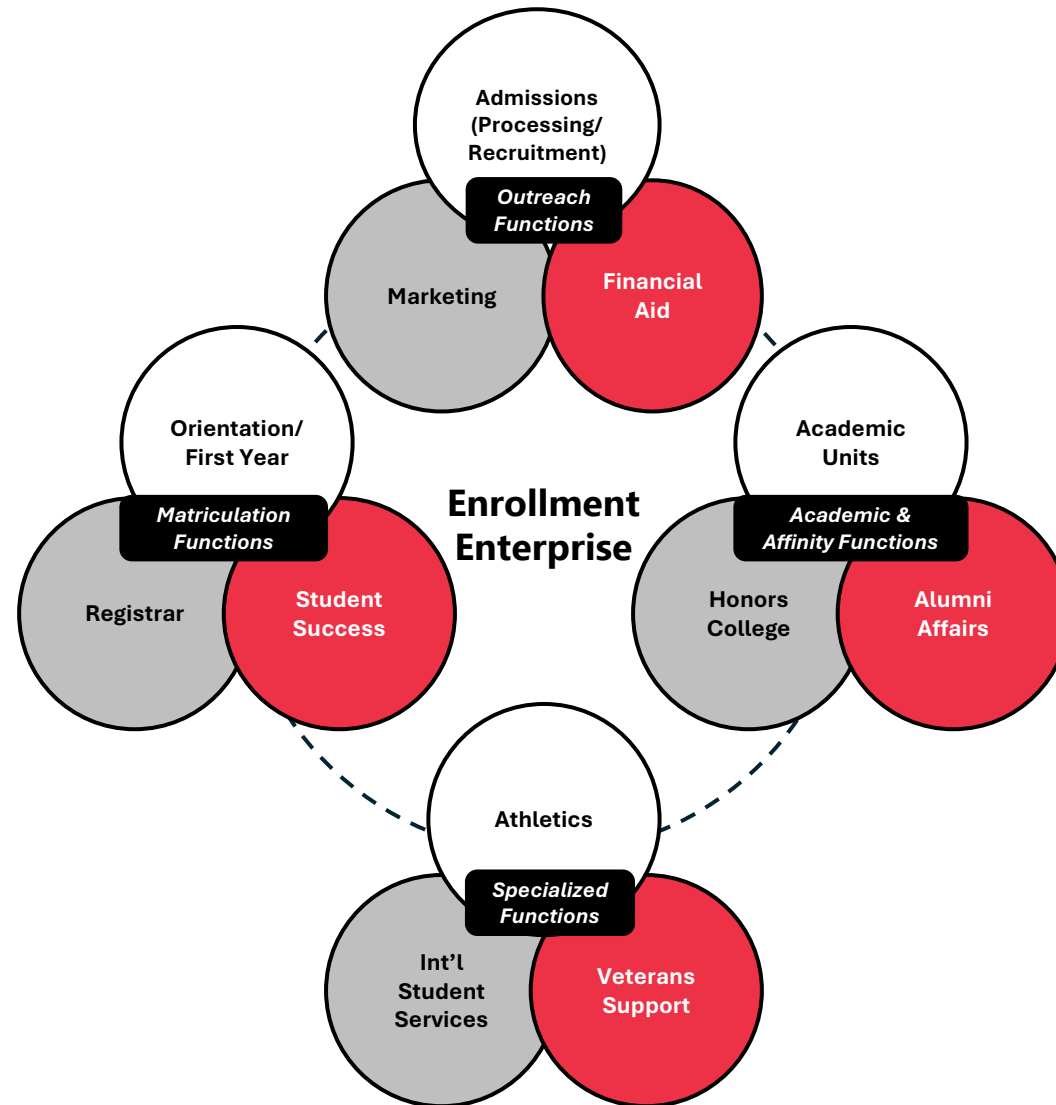 Admissions
(Processing/
Recruitment)
Outreach
Functions
Marketing
Financial
Aid
Orientation/
First Year
Matriculation
Functions
Registrar
Student
Success
Enrollment
Enterprise
Academic
Units
Academic &
Affinity Functions
Honors
College
Alumni
Affairs
Athletics
Specialized
Functions
Int'l
Student
Services
Veterans
Support